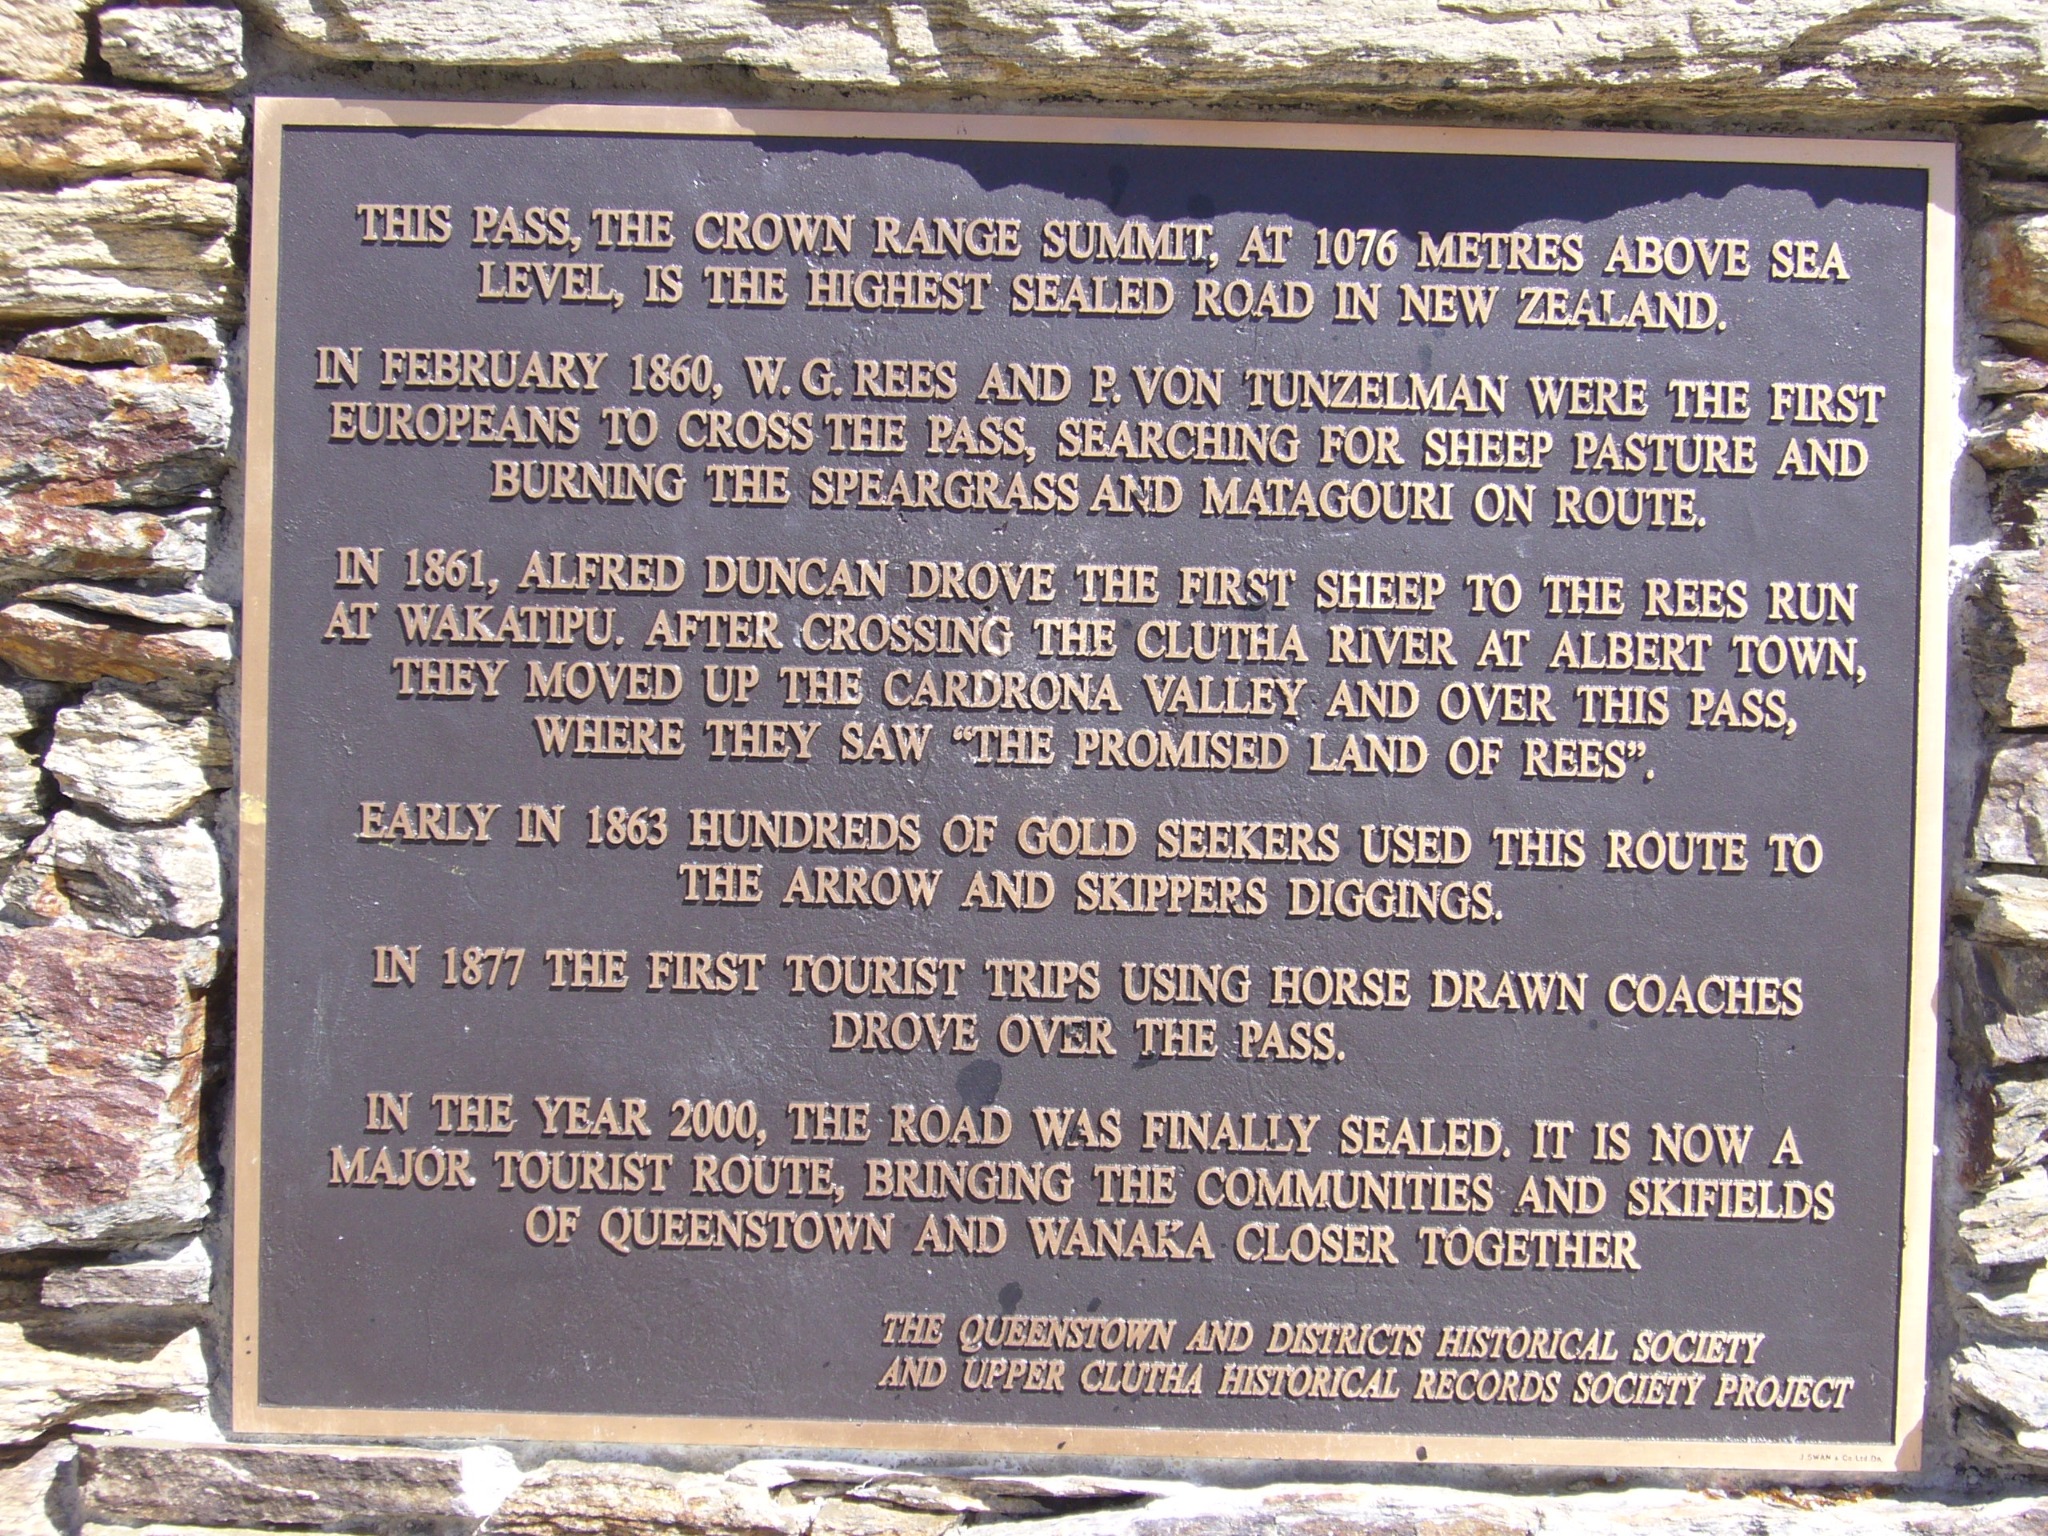 THIS PASS, THE CROWN RANGE SUMMIT, AT 1076 METRES ABOVE SEA
LEVEL, IS THE HIGHEST SEALED ROAD IN NEW ZEALAND.
IN FEBRUARY 1860, W. G. REES AND P. VON TUNZELMAN WERE THE FIRST
EUROPEANS TO CROSS THE PASS, SEARCHING FOR SHEEP PASTURE AND
BURNING THE SPEARGRASS AND MATAGOURI ON ROUTE.
IN 1861, ALFRED DUNCAN DROVE THE FIRST SHEEP TO THE REES RUN
AT WAKATIPU. AFTER CROSSING THE CLUTHA RIVER AT ALBERT TOWN,
THEY MOVED UP THE CARDRONA VALLEY AND OVER THIS PASS,
WHERE THEY SAW “THE PROMISED LAND OF REES”.
EARLY IN 1863 HUNDREDS OF GOLD SEEKERS USED THIS ROUTE TO
THE ARROW AND SKIPPERS DIGGINGS.
IN 1877 THE FIRST TOURIST TRIPS USING HORSE DRAWN COACHES
DROVE OVER THE PASS.
IN THE YEAR 2000, THE ROAD WAS FINALLY SEALED. IT IS NOW A
MAJOR TOURIST ROUTE, BRINGING THE COMMUNITIES AND SKIFIELDS
OF QUEENSTOWN AND WANAKA CLOSER TOGETHER
THE QUEENSTOWN AND DISTRICTS HISTORICAL SOCIETY
AND UPPER CLUTHA HISTORICAL RECORDS SOCIETY PROJECT
J. SWAN & Co. Ltd. Dn.